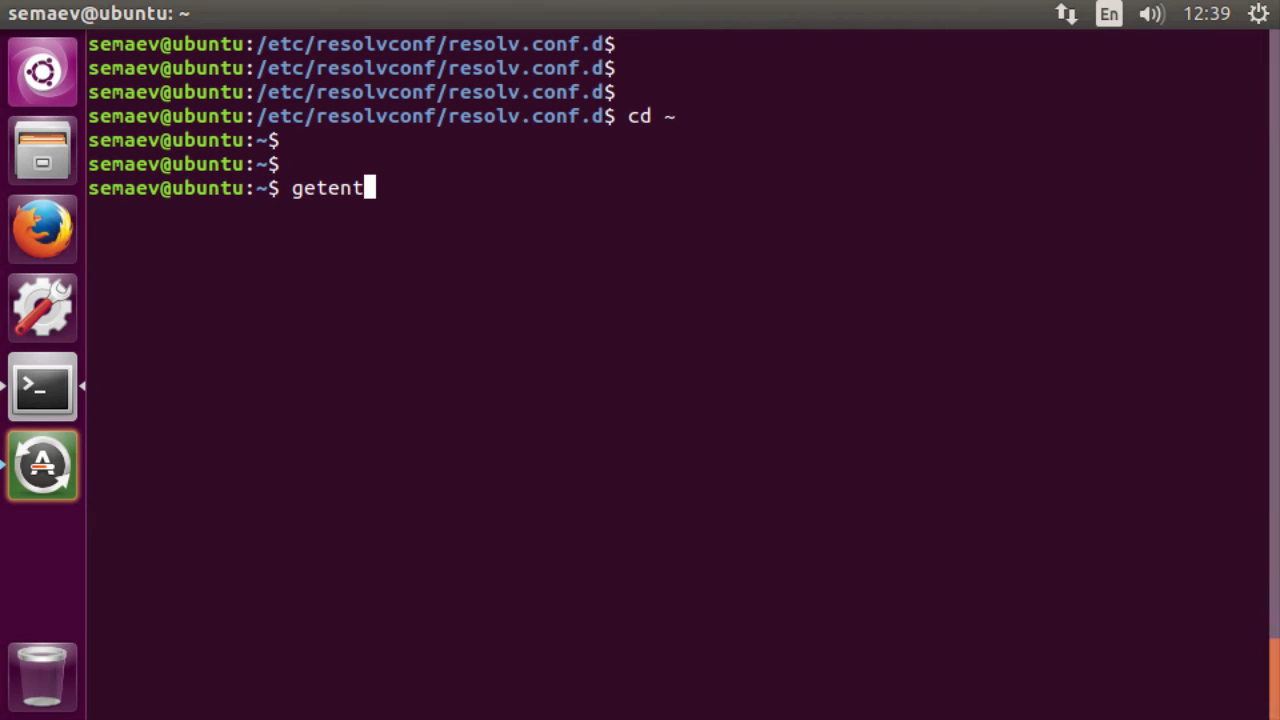 semaev@ubuntu: ~
En
12:39
semaev@ubuntu:/etc/resolvconf/resolv.conf.d$
semaev@ubuntu:/etc/resolvconf/resolv.conf.d$
semaev@ubuntu:/etc/resolvconf/resolv.conf.d$
semaev@ubuntu:/etc/resolvconf/resolv.conf.d$ cd ~
semaev@ubuntu:~$
semaev@ubuntu:~$
semaev@ubuntu:~$ getent